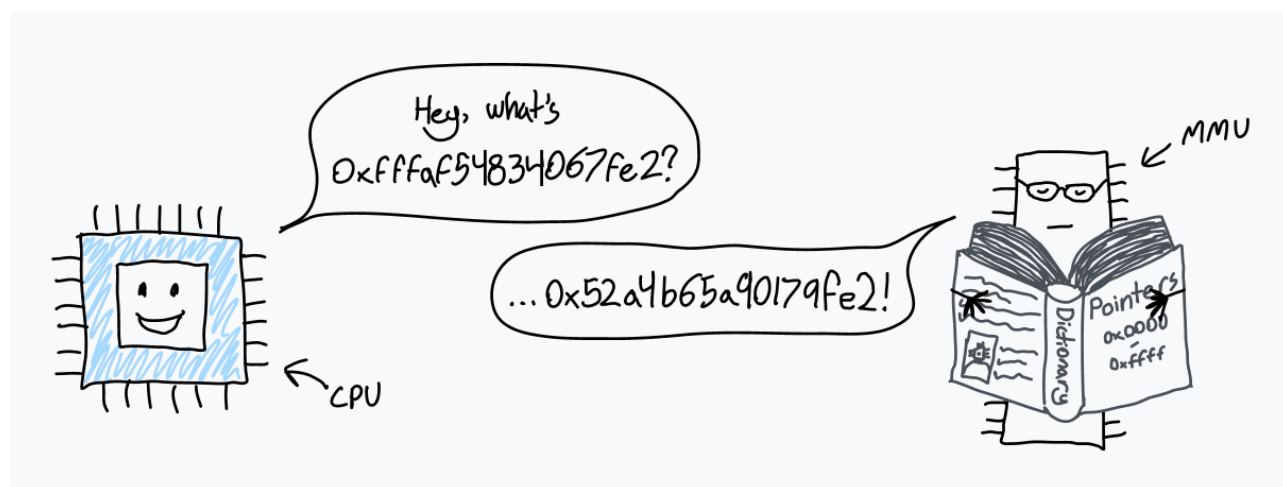 Hey, what's
0xfffaf54834067fe2?
MMU
...0x52a4b65a90179fe2!
CPU
Dictionary
Pointers
0x0000
-
0xffff